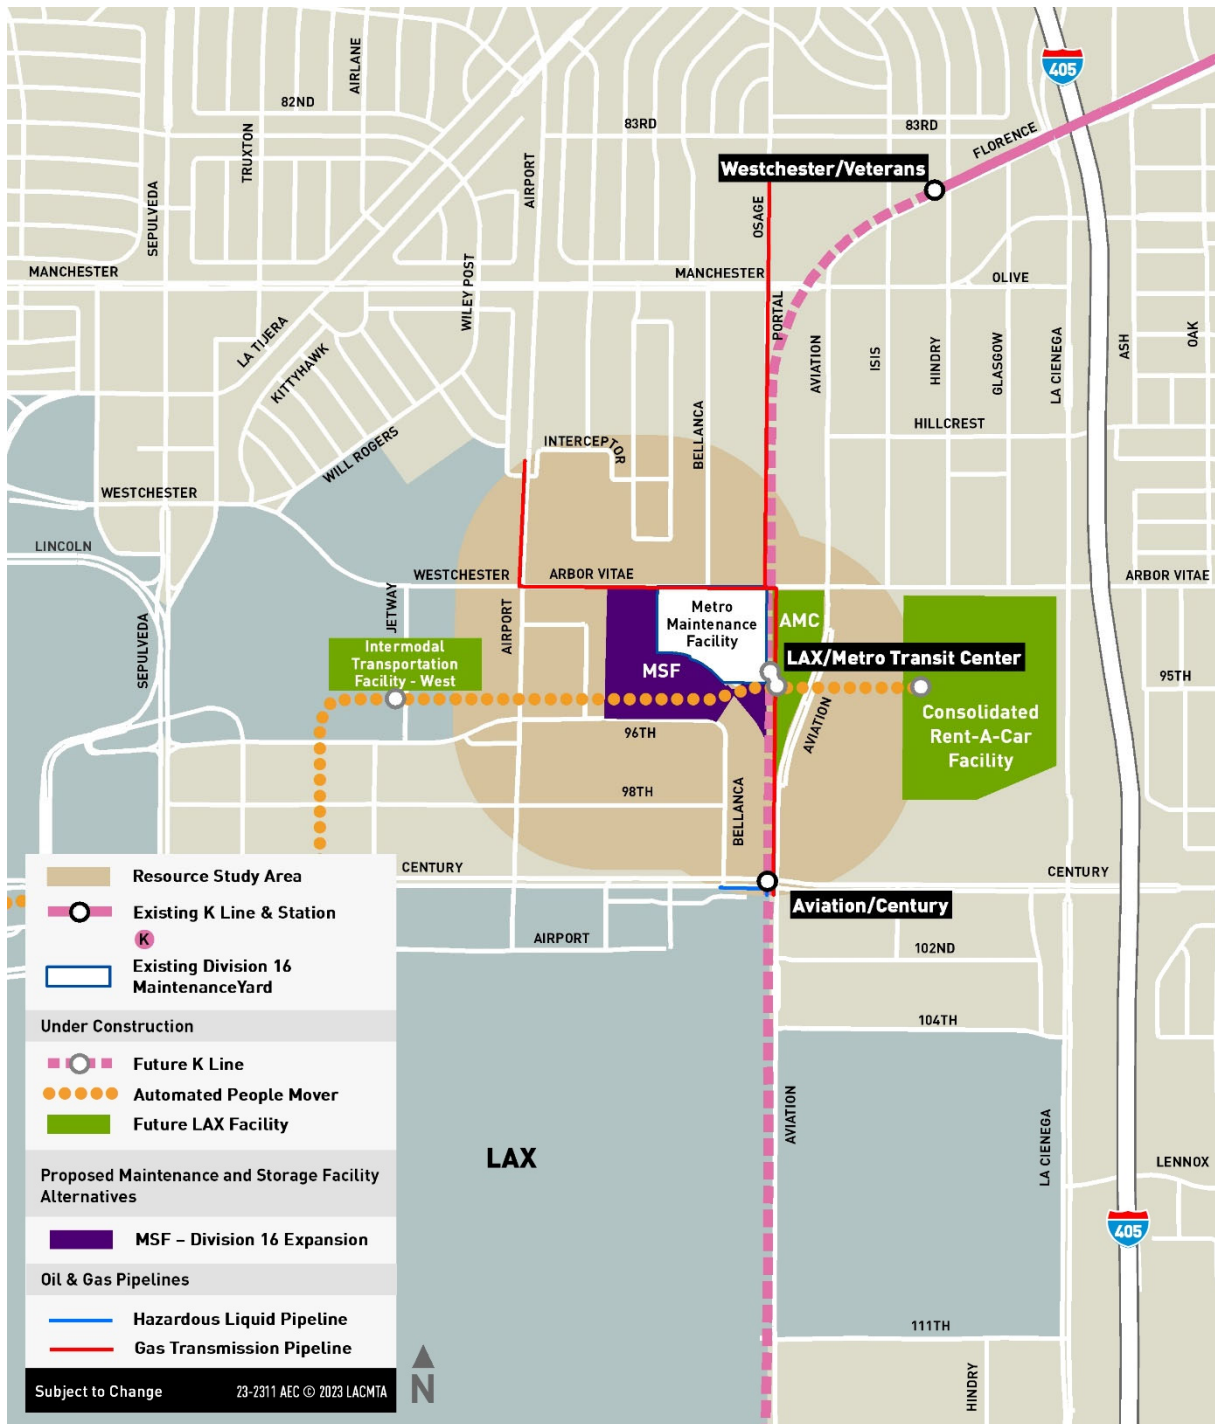 405
AIRLANE
82ND
TRUXTON
83RD
83RD
FLORENCE
SEPULVEDA
AIRPORT
Westchester/Veterans
OSAGE
MANCHESTER
MANCHESTER
OLIVE
WILEY POST
LA TIJERA
KITTYHAWK
PORTAL
AVIATION
ISIS
HINDRY
GLASGOW
LA CIENEGA
ASH
OAK
BELLANCA
HILLCREST
INTERCEPTOR
WILL ROGERS
WESTCHESTER
LINCOLN
WESTCHESTER
ARBOR VITAE
ARBOR VITAE
JETWAY
AIRPORT
Metro
Maintenance
Facility
AMC
SEPULVEDA
Intermodal
Transportation
Facility - West
MSF
LAX/Metro Transit Center
95TH
Consolidated
Rent-A-Car
Facility
AVIATION
96TH
98TH
BELLANCA
CENTURY
CENTURY
Aviation/Century
AIRPORT
102ND
104TH
AVIATION
LA CIENEGA
LAX
LENNOX
405
111TH
HINDRY
Resource Study Area
Existing K Line & Station
K
Existing Division 16
MaintenanceYard
Under Construction
Future K Line
Automated People Mover
Future LAX Facility
Proposed Maintenance and Storage Facility
Alternatives
MSF – Division 16 Expansion
Oil & Gas Pipelines
Hazardous Liquid Pipeline
Gas Transmission Pipeline
Subject to Change 23-2311 AEC © 2023 LACMTA
N